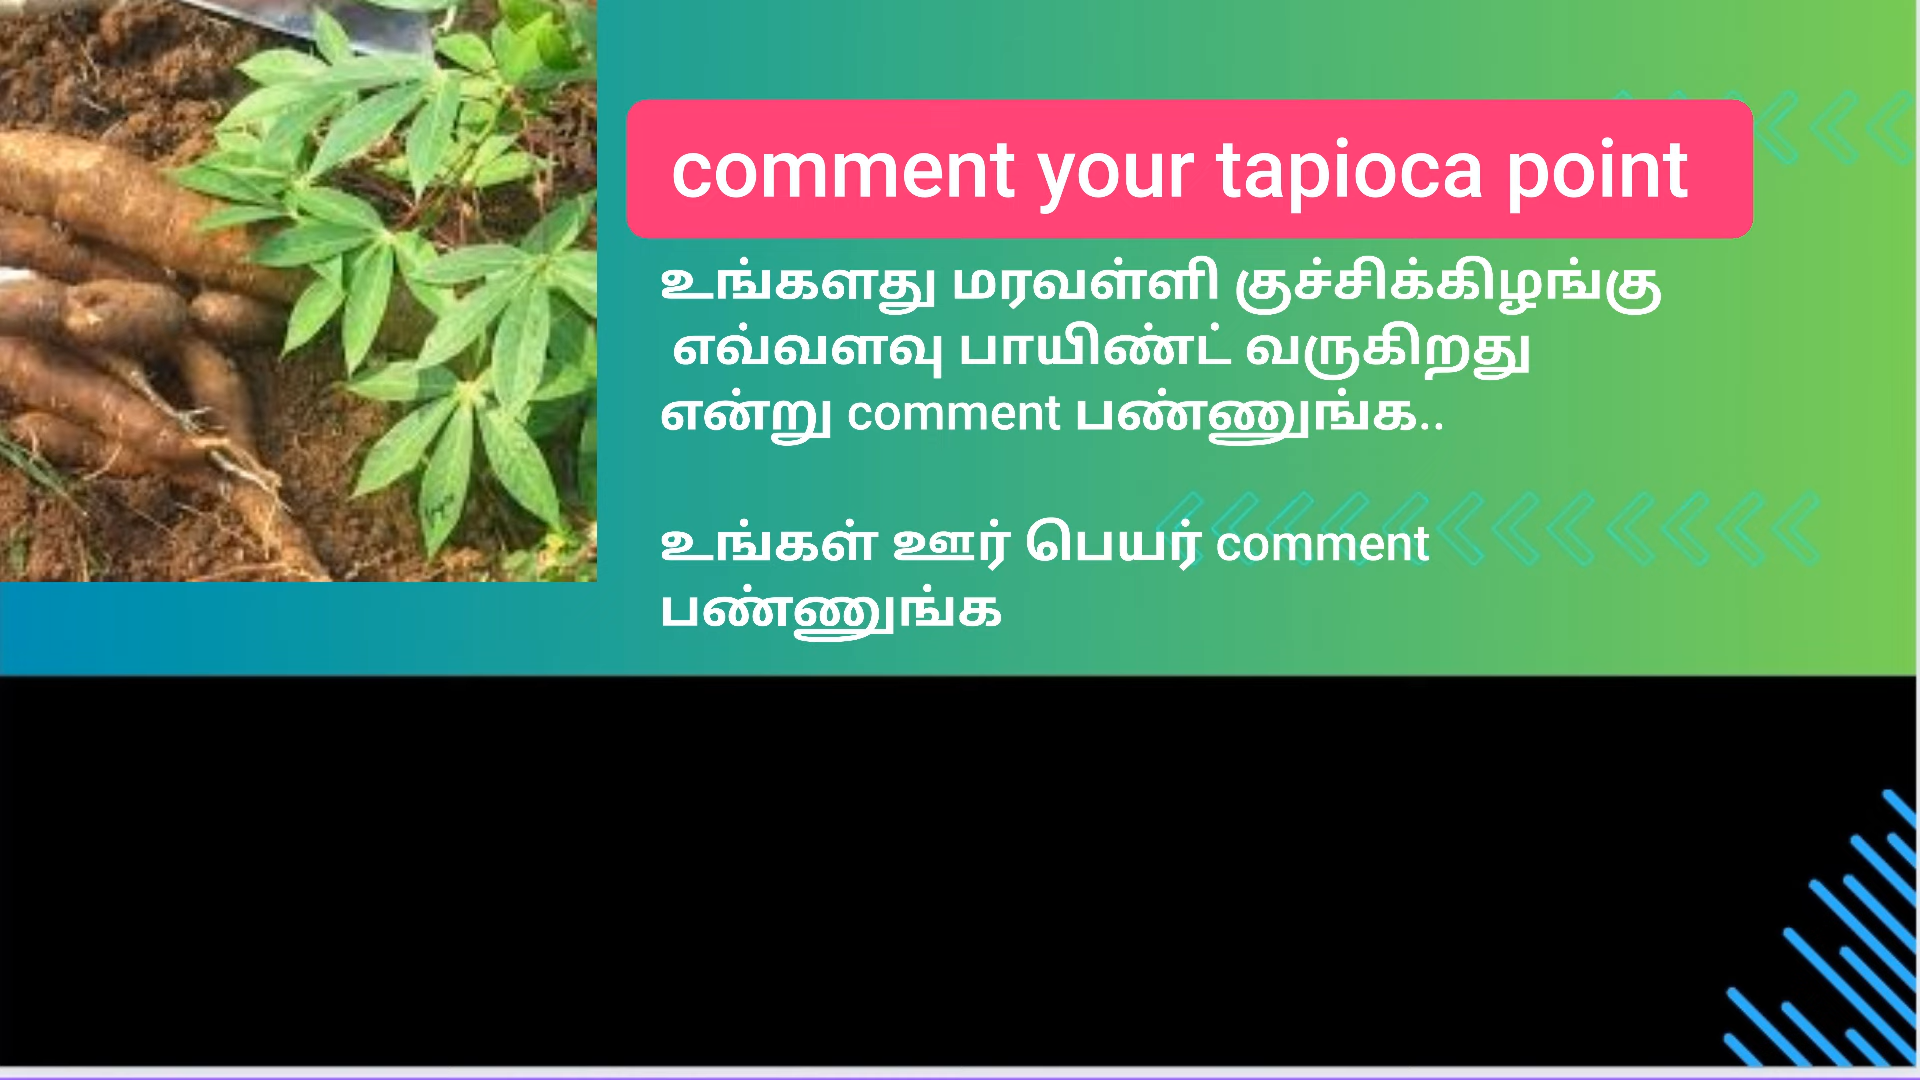 comment your tapioca point
உங்களது மரவள்ளி குச்சிக்கிழங்கு
எவ்வளவு பாயிண்ட் வருகிறது
என்று comment பண்ணுங்க..
உங்கள் ஊர் பெயர் comment
பண்ணுங்க